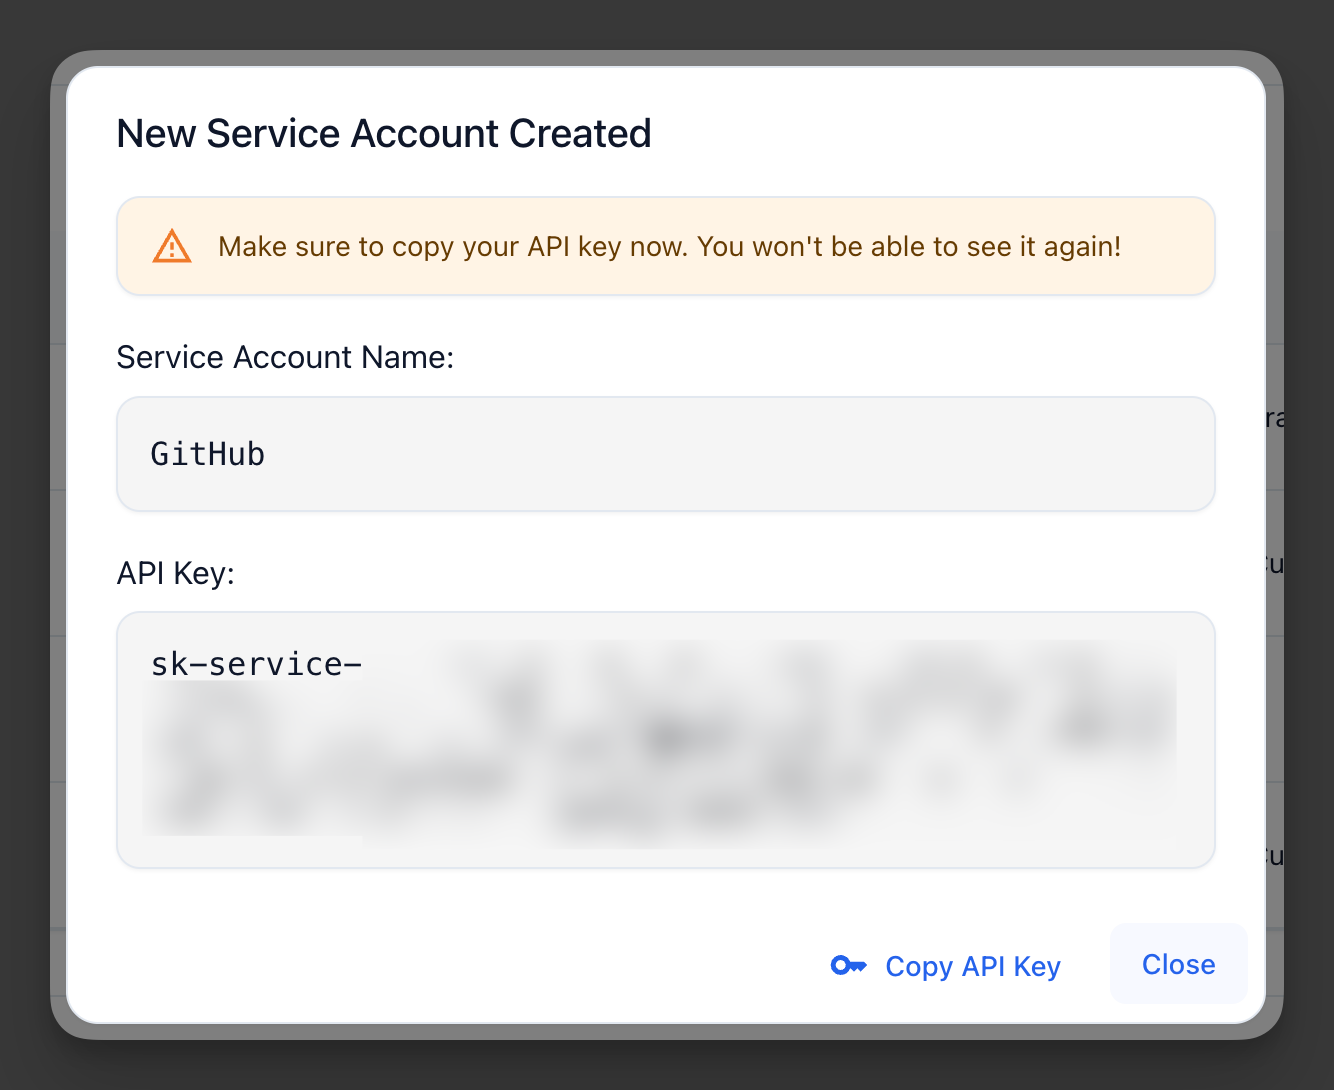 New Service Account Created
Make sure to copy your API key now. You won't be able to see it again!
Service Account Name:
GitHub
API Key:
sk-service-
Copy API Key
Close